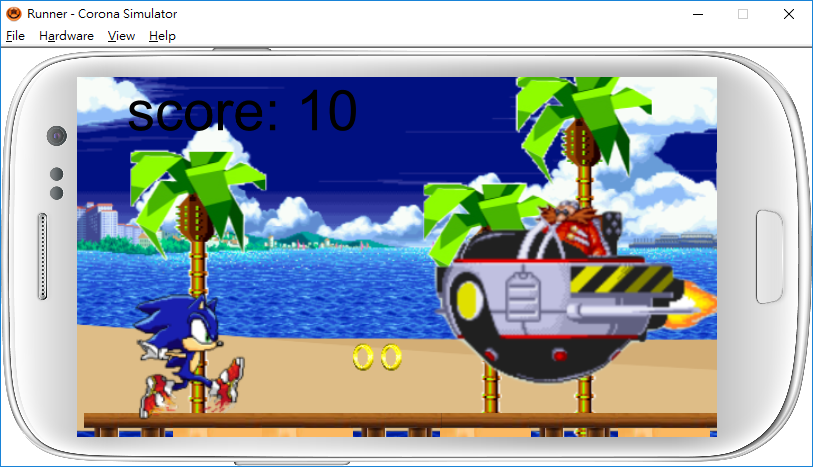 Runner - Corona Simulator
File Hardware View Help
score: 10